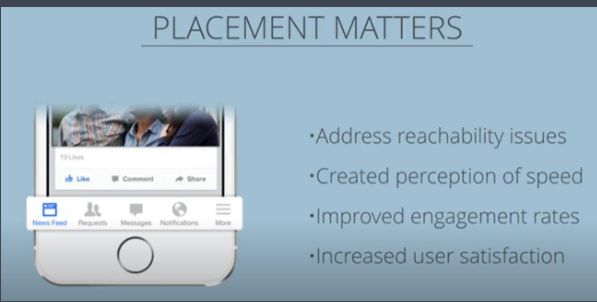 PLACEMENT MATTERS
13 Likes
Like Comment Share
News Feed Requests Messages Notifications More
•Address reachability issues
•Created perception of speed
•Improved engagement rates
•Increased user satisfaction